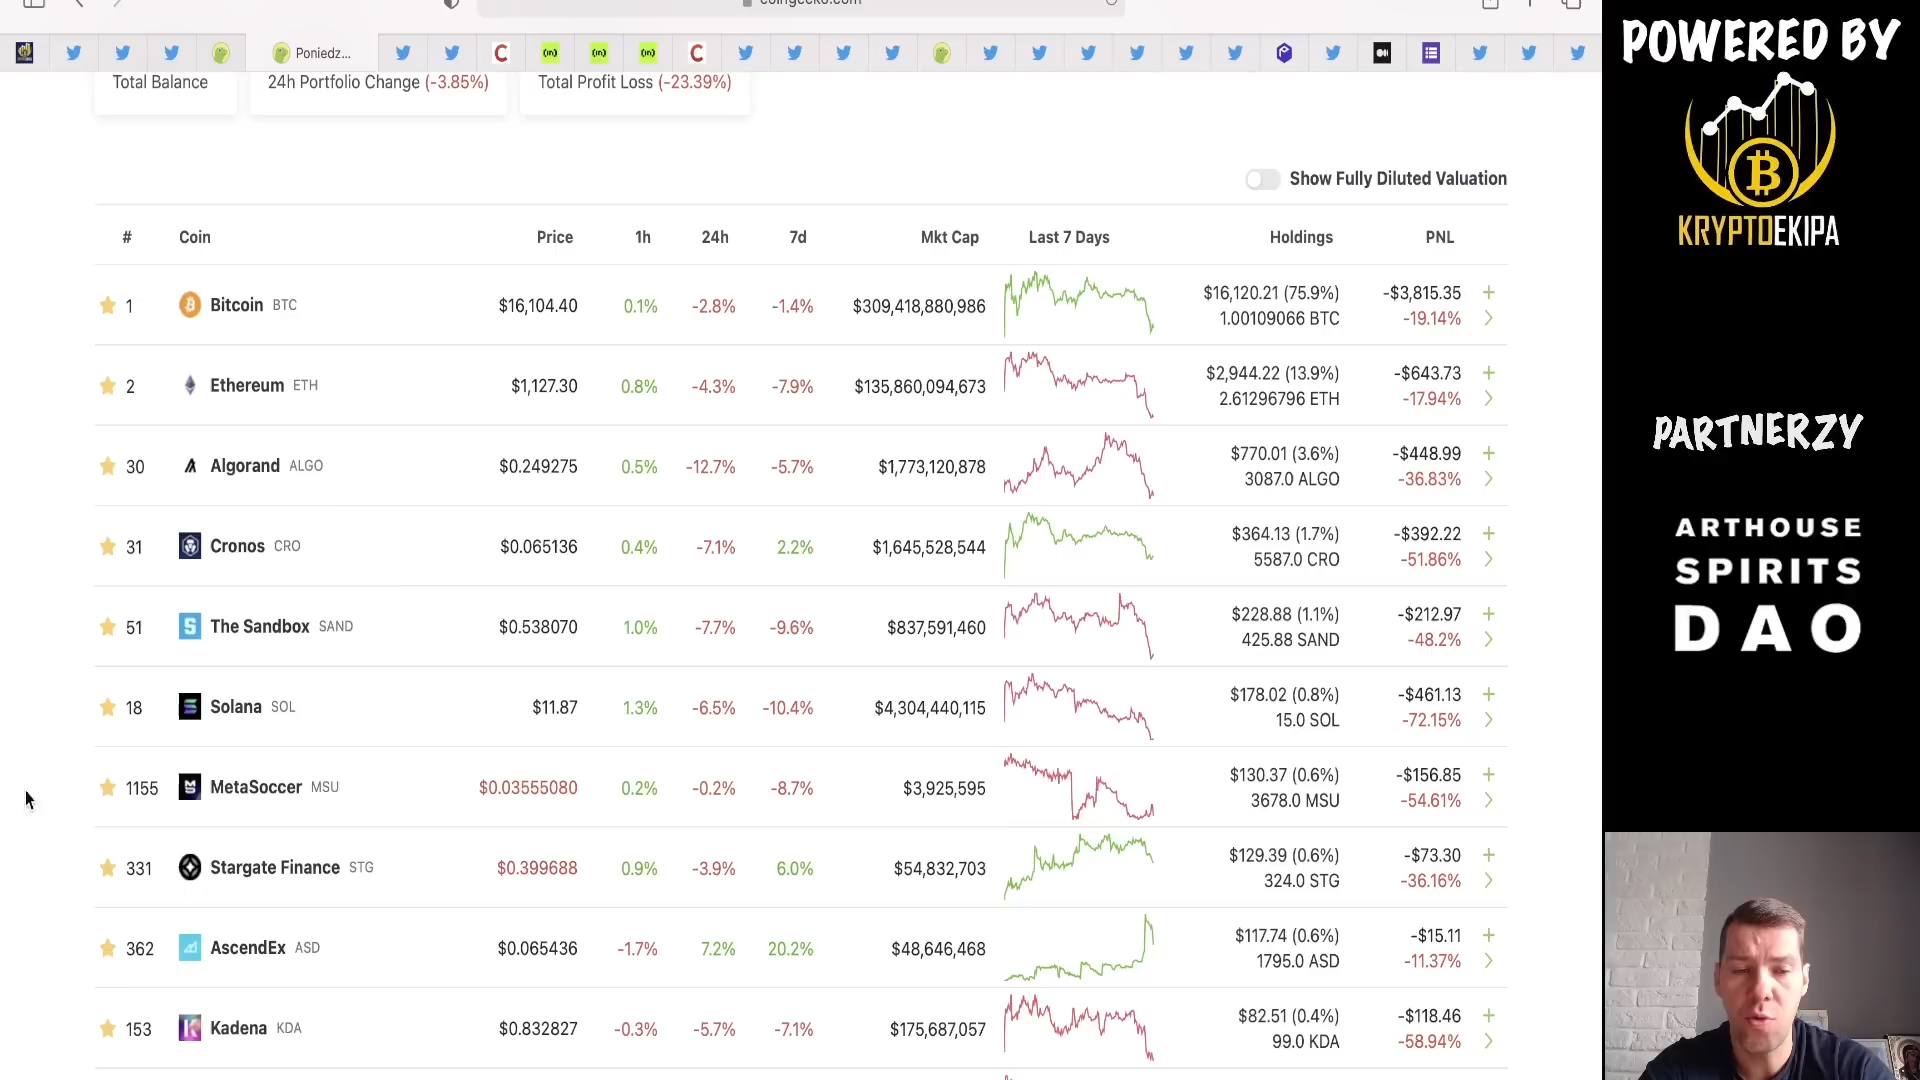 coingecko.com
Poniedz...
Total Balance
24h Portfolio Change (-3.85%)
Total Profit Loss (-23.39%)
Show Fully Diluted Valuation
# Coin Price 1h 24h 7d Mkt Cap Last 7 Days Holdings PNL
1 Bitcoin BTC $16,104.40 0.1% -2.8% -1.4% $309,418,880,986 $16,120.21 (75.9%) -$3,815.35 +
1.00109066 BTC -19.14%
2 Ethereum ETH $1,127.30 0.8% -4.3% -7.9% $135,860,094,673 $2,944.22 (13.9%) -$643.73 +
2.61296796 ETH -17.94%
30 Algorand ALGO $0.249275 0.5% -12.7% -5.7% $1,773,120,878 $770.01 (3.6%) -$448.99 +
3087.0 ALGO -36.83%
31 Cronos CRO $0.065136 0.4% -7.1% 2.2% $1,645,528,544 $364.13 (1.7%) -$392.22 +
5587.0 CRO -51.86%
51 The Sandbox SAND $0.538070 1.0% -7.7% -9.6% $837,591,460 $228.88 (1.1%) -$212.97 +
425.88 SAND -48.2%
18 Solana SOL $11.87 1.3% -6.5% -10.4% $4,304,440,115 $178.02 (0.8%) -$461.13 +
15.0 SOL -72.15%
1155 MetaSoccer MSU $0.03555080 0.2% -0.2% -8.7% $3,925,595 $130.37 (0.6%) -$156.85 +
3678.0 MSU -54.61%
331 Stargate Finance STG $0.399688 0.9% -3.9% 6.0% $54,832,703 $129.39 (0.6%) -$73.30 +
324.0 STG -36.16%
362 AscendEx ASD $0.065436 -1.7% 7.2% 20.2% $48,646,468 $117.74 (0.6%) -$15.11 +
1795.0 ASD -11.37%
153 Kadena KDA $0.832827 -0.3% -5.7% -7.1% $175,687,057 $82.51 (0.4%) -$118.46 +
99.0 KDA -58.94%
POWERED BY
KRYPTOEKIPA
PARTNERZY
ARTHOUSE
SPIRITS
DAO